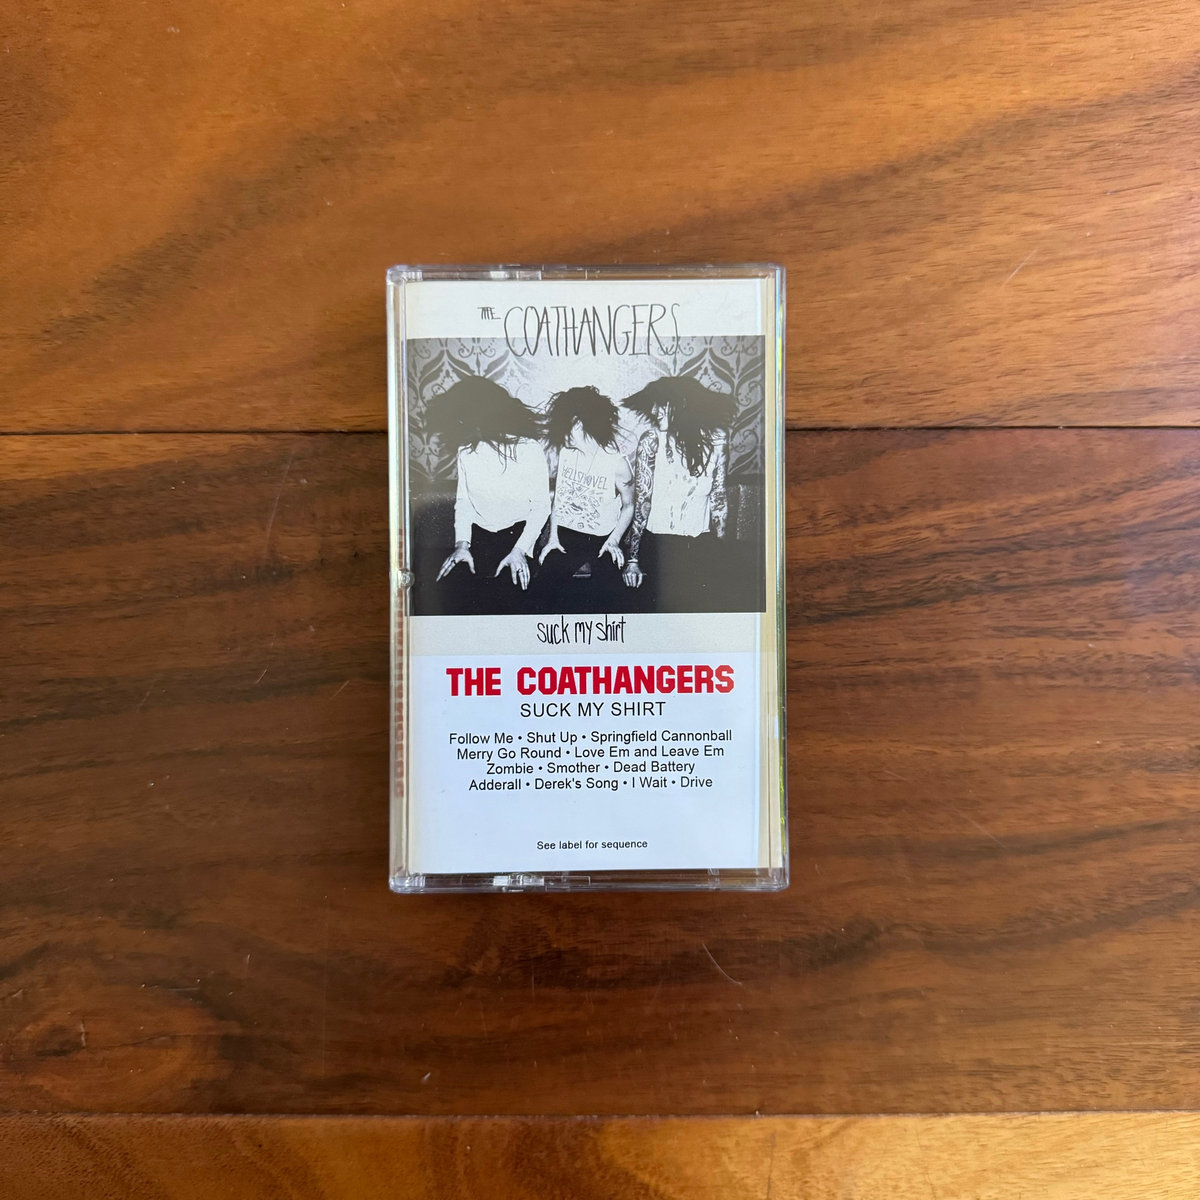 THE COATHANGERS
HELLSHOVEL
suck my shirt
THE COATHANGERS
SUCK MY SHIRT
Follow Me • Shut Up • Springfield Cannonball
Merry Go Round • Love Em and Leave Em
Zombie • Smother • Dead Battery
Adderall • Derek's Song • I Wait • Drive
See label for sequence